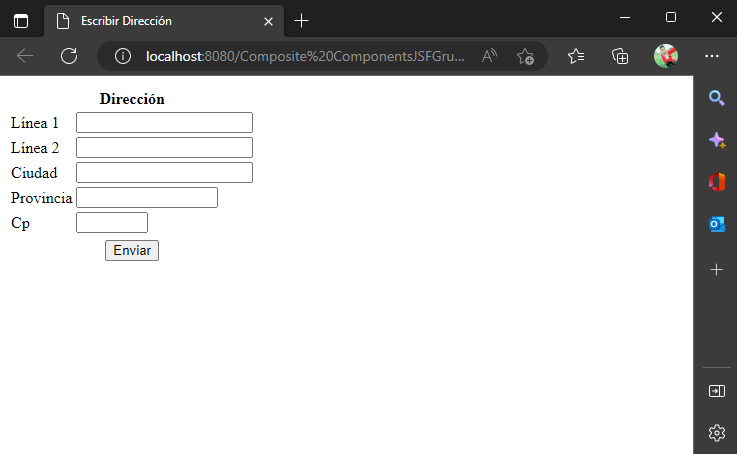 Escribir Dirección
localhost:8080/Composite%20ComponentsJSFGru...
Dirección
Línea 1
Línea 2
Ciudad
Provincia
Cp
Enviar